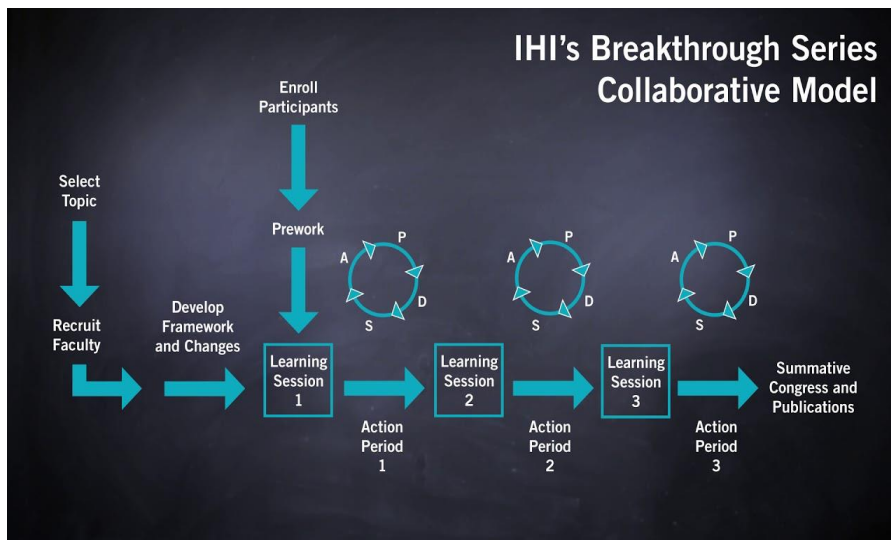 IHI's Breakthrough Series
Collaborative Model
Enroll
Participants
Select
Topic
Prework
P
A
D
S
P
A
D
S
P
A
D
S
Recruit
Faculty
Develop
Framework
and Changes
Learning
Session
1
Learning
Session
2
Learning
Session
3
Summative
Congress and
Publications
Action
Period
1
Action
Period
2
Action
Period
3